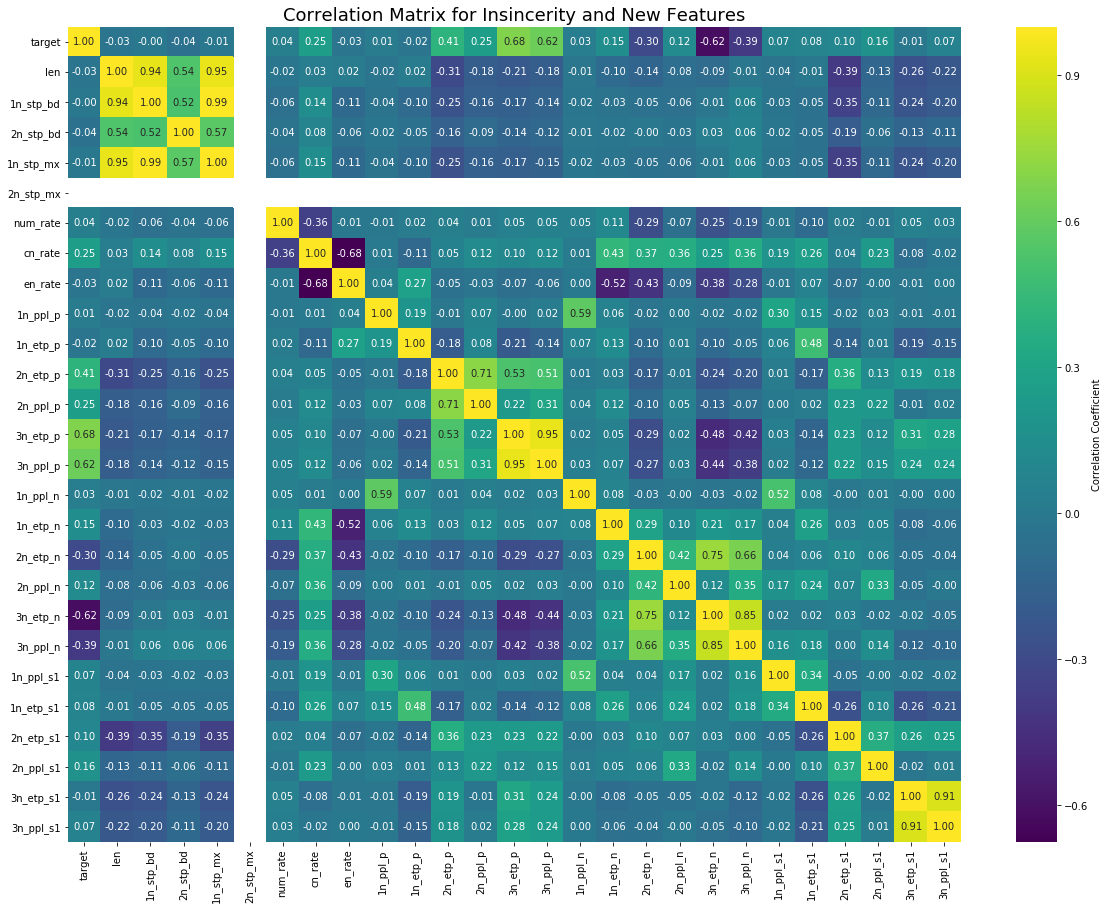 Correlation Matrix for Insincerity and New Features
target 1.00 -0.03 -0.00 -0.04 -0.01 0.04 0.25 -0.03 0.01 -0.02 0.41 0.25 0.68 0.62 0.03 0.15 -0.30 0.12 -0.62 -0.39 0.07 0.08 0.10 0.16 -0.01 0.07
len -0.03 1.00 0.94 0.54 0.95 -0.02 0.03 0.02 -0.02 0.02 -0.31 -0.18 -0.21 -0.18 -0.01 -0.10 -0.14 -0.08 -0.09 -0.01 -0.04 -0.01 -0.39 -0.13 -0.26 -0.22
1n_stp_bd -0.00 0.94 1.00 0.52 0.99 -0.06 0.14 -0.11 -0.04 -0.10 -0.25 -0.16 -0.17 -0.14 -0.02 -0.03 -0.05 -0.06 -0.01 0.06 -0.03 -0.05 -0.35 -0.11 -0.24 -0.20
2n_stp_bd -0.04 0.54 0.52 1.00 0.57 -0.04 0.08 -0.06 -0.02 -0.05 -0.16 -0.09 -0.14 -0.12 -0.01 -0.02 -0.00 -0.03 0.03 0.06 -0.02 -0.05 -0.19 -0.06 -0.13 -0.11
1n_stp_mx -0.01 0.95 0.99 0.57 1.00 -0.06 0.15 -0.11 -0.04 -0.10 -0.25 -0.16 -0.17 -0.15 -0.02 -0.03 -0.05 -0.06 -0.01 0.06 -0.03 -0.05 -0.35 -0.11 -0.24 -0.20
2n_stp_mx
num_rate 0.04 -0.02 -0.06 -0.04 -0.06 1.00 -0.36 -0.01 -0.01 0.02 0.04 0.01 0.05 0.05 0.05 0.11 -0.29 -0.07 -0.25 -0.19 -0.01 -0.10 0.02 -0.01 0.05 0.03
cn_rate 0.25 0.03 0.14 0.08 0.15 -0.36 1.00 -0.68 0.01 -0.11 0.05 0.12 0.10 0.12 0.01 0.43 0.37 0.36 0.25 0.36 0.19 0.26 0.04 0.23 -0.08 -0.02
en_rate -0.03 0.02 -0.11 -0.06 -0.11 -0.01 -0.68 1.00 0.04 0.27 -0.05 -0.03 -0.07 -0.06 0.00 -0.52 -0.43 -0.09 -0.38 -0.28 -0.01 0.07 -0.07 -0.00 -0.01 0.00
1n_ppl_p 0.01 -0.02 -0.04 -0.02 -0.04 -0.01 0.01 0.04 1.00 0.19 -0.01 0.07 -0.00 0.02 0.59 0.06 -0.02 0.00 -0.02 -0.02 0.30 0.15 -0.02 0.03 -0.01 -0.01
1n_etp_p -0.02 0.02 -0.10 -0.05 -0.10 0.02 -0.11 0.27 0.19 1.00 -0.18 0.08 -0.21 -0.14 0.07 0.13 -0.10 0.01 -0.10 -0.05 0.06 0.48 -0.14 0.01 -0.19 -0.15
2n_etp_p 0.41 -0.31 -0.25 -0.16 -0.25 0.04 0.05 -0.05 -0.01 -0.18 1.00 0.71 0.53 0.51 0.01 0.03 -0.17 -0.01 -0.24 -0.20 0.01 -0.17 0.36 0.13 0.19 0.18
2n_ppl_p 0.25 -0.18 -0.16 -0.09 -0.16 0.01 0.12 -0.03 0.07 0.08 0.71 1.00 0.22 0.31 0.04 0.12 -0.10 0.05 -0.13 -0.07 0.00 0.02 0.23 0.22 -0.01 0.02
3n_etp_p 0.68 -0.21 -0.17 -0.14 -0.17 0.05 0.10 -0.07 -0.00 -0.21 0.53 0.22 1.00 0.95 0.02 0.05 -0.29 0.02 -0.48 -0.42 0.03 -0.14 0.23 0.12 0.31 0.28
3n_ppl_p 0.62 -0.18 -0.14 -0.12 -0.15 0.05 0.12 -0.06 0.02 -0.14 0.51 0.31 0.95 1.00 0.03 0.07 -0.27 0.03 -0.44 -0.38 0.02 -0.12 0.22 0.15 0.24 0.24
1n_ppl_n 0.03 -0.01 -0.02 -0.01 -0.02 0.05 0.01 0.00 0.59 0.07 0.01 0.04 0.02 0.03 1.00 0.08 -0.03 -0.00 -0.03 -0.02 0.52 0.08 -0.00 0.01 -0.00 0.00
1n_etp_n 0.15 -0.10 -0.03 -0.02 -0.03 0.11 0.43 -0.52 0.06 0.13 0.03 0.12 0.05 0.07 0.08 1.00 0.29 0.10 0.21 0.17 0.04 0.26 0.03 0.05 -0.08 -0.06
2n_etp_n -0.30 -0.14 -0.05 -0.00 -0.05 -0.29 0.37 -0.43 -0.02 -0.10 -0.17 -0.10 -0.29 -0.27 -0.03 0.29 1.00 0.42 0.75 0.66 0.04 0.06 0.10 0.06 -0.05 -0.04
2n_ppl_n 0.12 -0.08 -0.06 -0.03 -0.06 -0.07 0.36 -0.09 0.00 0.01 -0.01 0.05 0.02 0.03 -0.00 0.10 0.42 1.00 0.12 0.35 0.17 0.24 0.07 0.33 -0.05 -0.00
3n_etp_n -0.62 -0.09 -0.01 0.03 -0.01 -0.25 0.25 -0.38 -0.02 -0.10 -0.24 -0.13 -0.48 -0.44 -0.03 0.21 0.75 0.12 1.00 0.85 0.02 0.02 0.03 -0.02 -0.02 -0.05
3n_ppl_n -0.39 -0.01 0.06 0.06 0.06 -0.19 0.36 -0.28 -0.02 -0.05 -0.20 -0.07 -0.42 -0.38 -0.02 0.17 0.66 0.35 0.85 1.00 0.16 0.18 0.00 0.14 -0.12 -0.10
1n_ppl_s1 0.07 -0.04 -0.03 -0.02 -0.03 -0.01 0.19 -0.01 0.30 0.06 0.01 0.00 0.03 0.02 0.52 0.04 0.04 0.17 0.02 0.16 1.00 0.34 -0.05 -0.00 -0.02 -0.02
1n_etp_s1 0.08 -0.01 -0.05 -0.05 -0.05 -0.10 0.26 0.07 0.15 0.48 -0.17 0.02 -0.14 -0.12 0.08 0.26 0.06 0.24 0.02 0.18 0.34 1.00 -0.26 0.10 -0.26 -0.21
2n_etp_s1 0.10 -0.39 -0.35 -0.19 -0.35 0.02 0.04 -0.07 -0.02 -0.14 0.36 0.23 0.23 0.22 -0.00 0.03 0.10 0.07 0.03 0.00 -0.05 -0.26 1.00 0.37 0.26 0.25
2n_ppl_s1 0.16 -0.13 -0.11 -0.06 -0.11 -0.01 0.23 -0.00 0.03 0.01 0.13 0.22 0.12 0.15 0.01 0.05 0.06 0.33 -0.02 0.14 -0.00 0.10 0.37 1.00 -0.02 0.01
3n_etp_s1 -0.01 -0.26 -0.24 -0.13 -0.24 0.05 -0.08 -0.01 -0.01 -0.19 0.19 -0.01 0.31 0.24 -0.00 -0.08 -0.05 -0.05 -0.02 -0.12 -0.02 -0.26 0.26 -0.02 1.00 0.91
3n_ppl_s1 0.07 -0.22 -0.20 -0.11 -0.20 0.03 -0.02 0.00 -0.01 -0.15 0.18 0.02 0.28 0.24 0.00 -0.06 -0.04 -0.00 -0.05 -0.10 -0.02 -0.21 0.25 0.01 0.91 1.00
target len 1n_stp_bd 2n_stp_bd 1n_stp_mx 2n_stp_mx num_rate cn_rate en_rate 1n_ppl_p 1n_etp_p 2n_etp_p 2n_ppl_p 3n_etp_p 3n_ppl_p 1n_ppl_n 1n_etp_n 2n_etp_n 2n_ppl_n 3n_etp_n 3n_ppl_n 1n_ppl_s1 1n_etp_s1 2n_etp_s1 2n_ppl_s1 3n_etp_s1 3n_ppl_s1
0.9
0.6
0.3
0.0
−0.3
−0.6
Correlation Coefficient